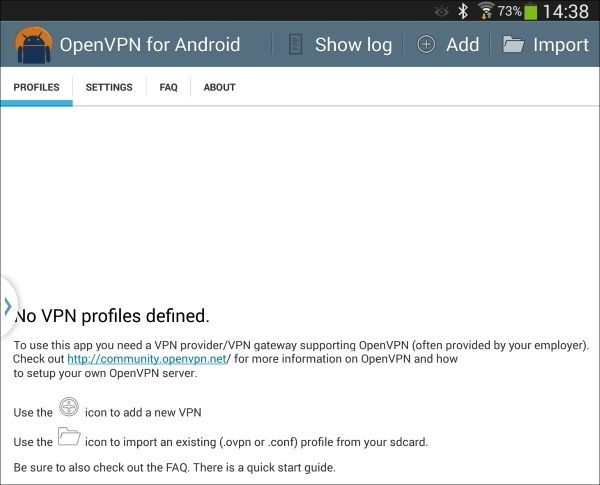 73% 14:38
OpenVPN for Android Show log Add Import
PROFILES SETTINGS FAQ ABOUT
No VPN profiles defined.
To use this app you need a VPN provider/VPN gateway supporting OpenVPN (often provided by your employer).
Check out http://community.openvpn.net/ for more information on OpenVPN and how
to setup your own OpenVPN server.
Use the icon to add a new VPN
Use the icon to import an existing (.ovpn or .conf) profile from your sdcard.
Be sure to also check out the FAQ. There is a quick start guide.